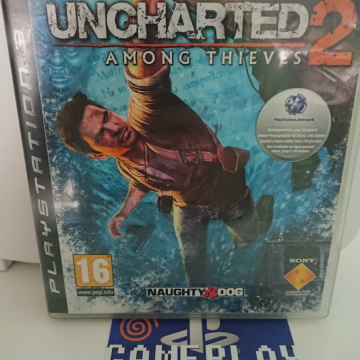 UNCHARTED 2
AMONG THIEVES
PLAYSTATION 3
PlayStation Network
16
www.pegi.info
NAUGHTY DOG
SONY
GAMEPLAY